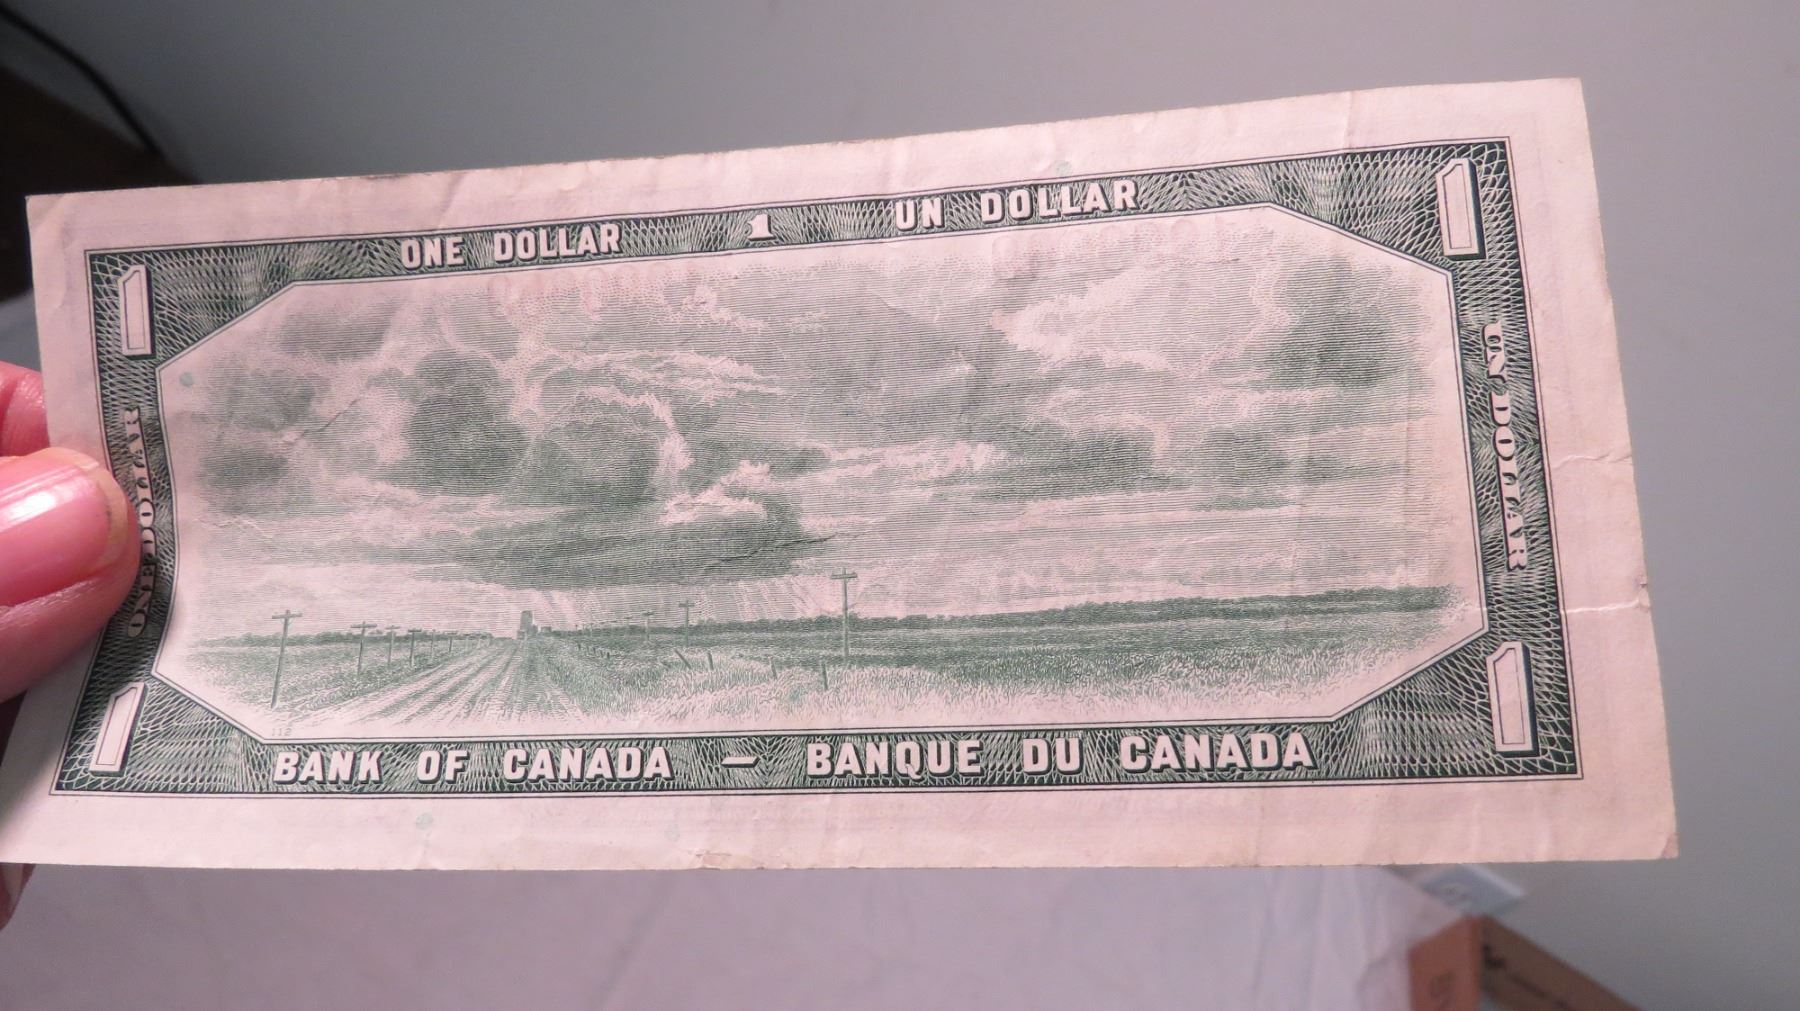 ONE DOLLAR 1 UN DOLLAR
1
1
ONE DOLLAR
UN DOLLAR
112
1
1
BANK OF CANADA — BANQUE DU CANADA